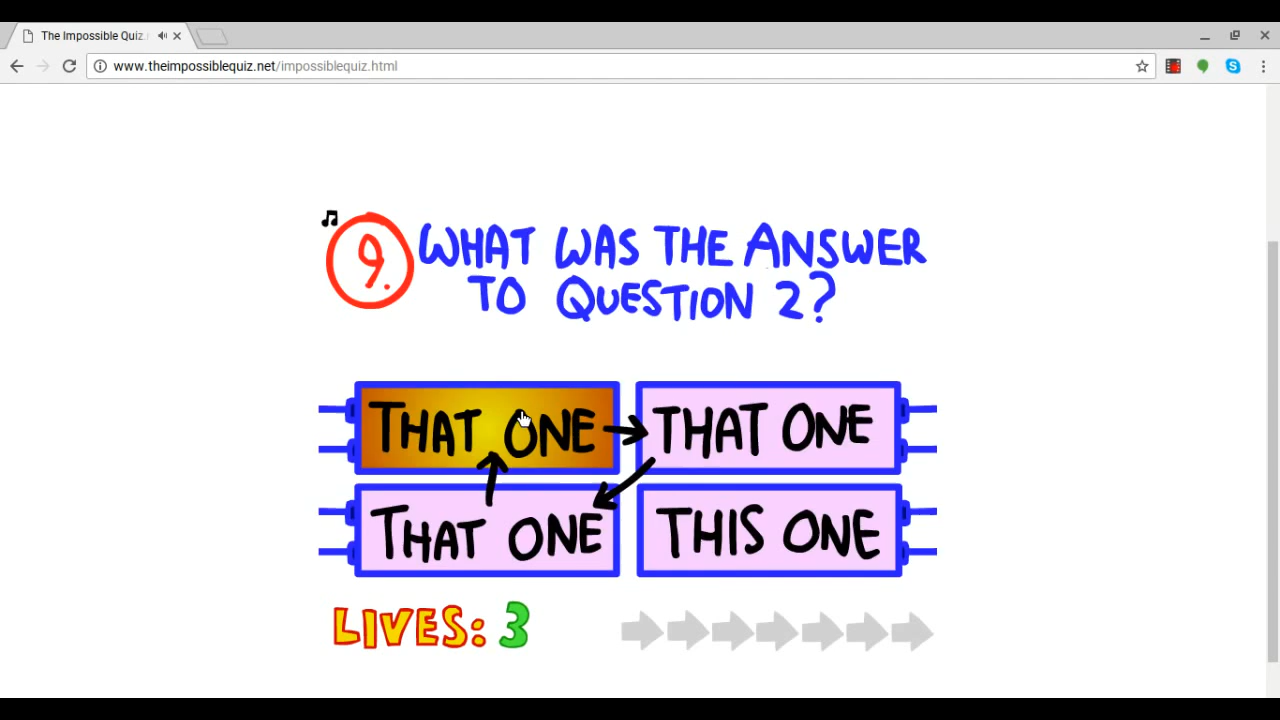 The Impossible Quiz
www.theimpossiblequiz.net/impossiblequiz.html
9. WHAT WAS THE ANSWER
TO QUESTION 2?
THAT ONE THAT ONE
THAT ONE THIS ONE
LIVES: 3